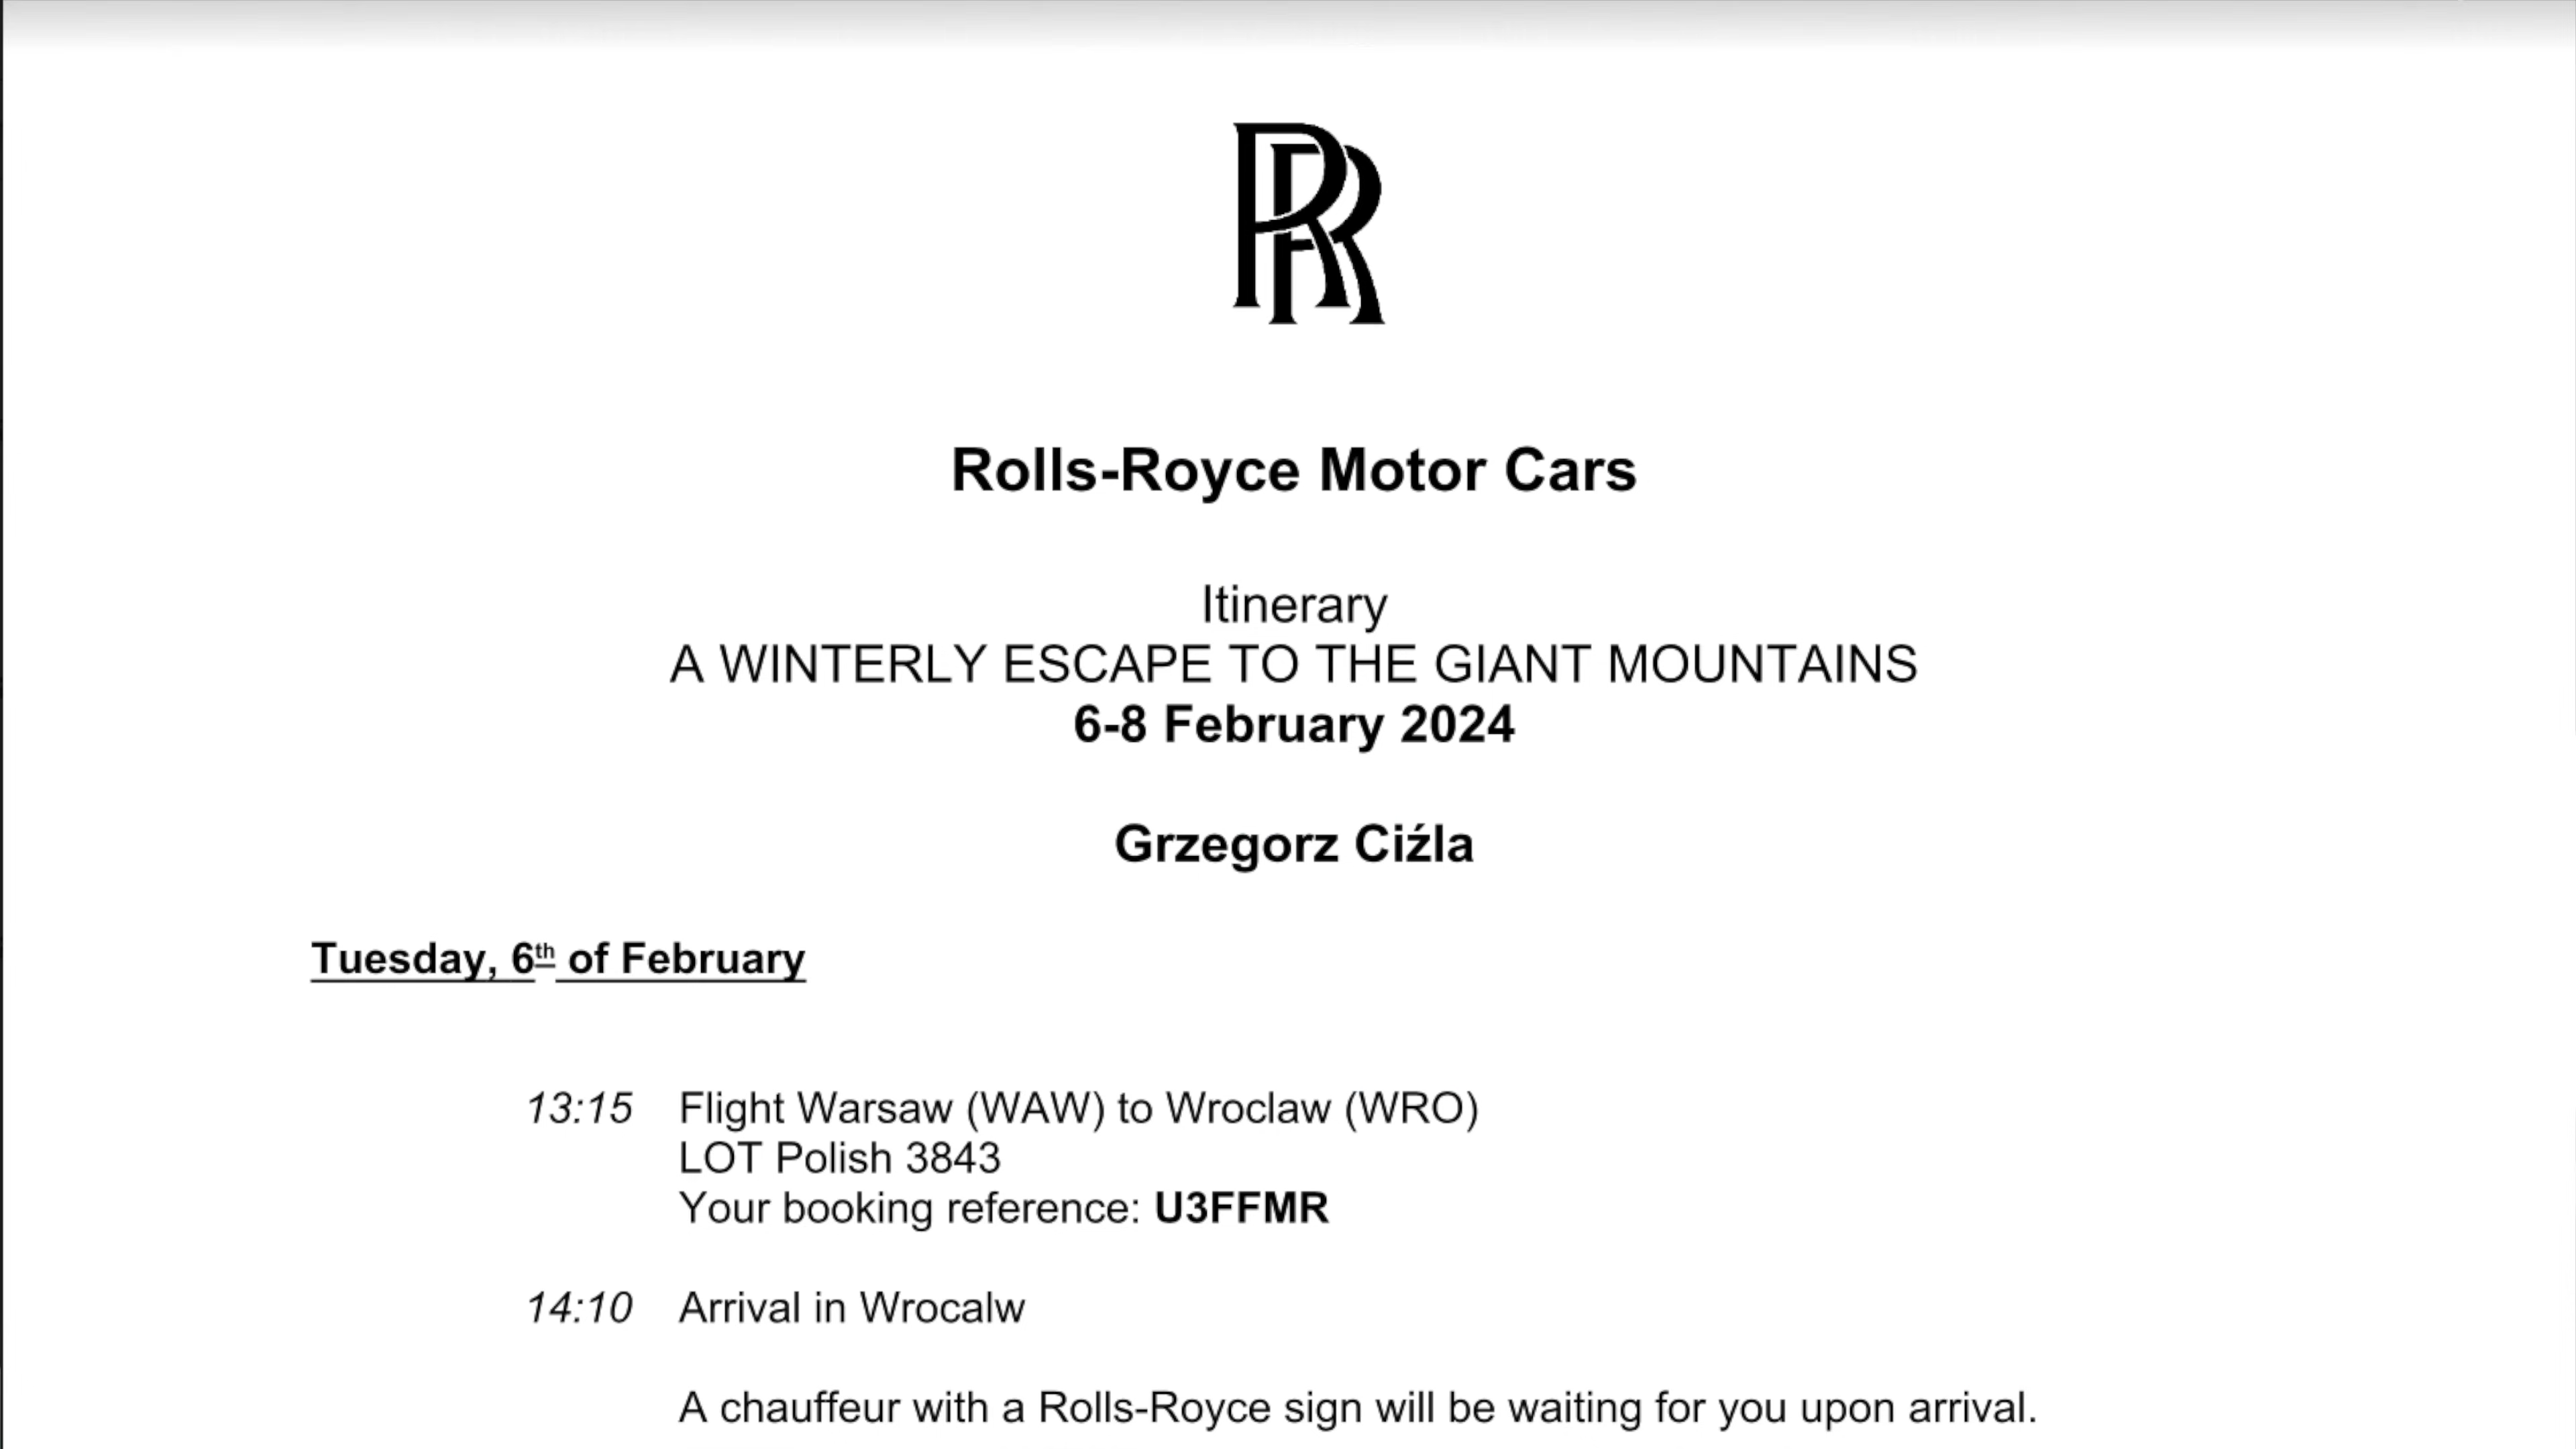 RR
Rolls-Royce Motor Cars
Itinerary
A WINTERLY ESCAPE TO THE GIANT MOUNTAINS
6-8 February 2024
Grzegorz Ciźla
Tuesday, 6th of February
13:15 Flight Warsaw (WAW) to Wroclaw (WRO)
LOT Polish 3843
Your booking reference: U3FFMR
14:10 Arrival in Wrocalw
A chauffeur with a Rolls-Royce sign will be waiting for you upon arrival.